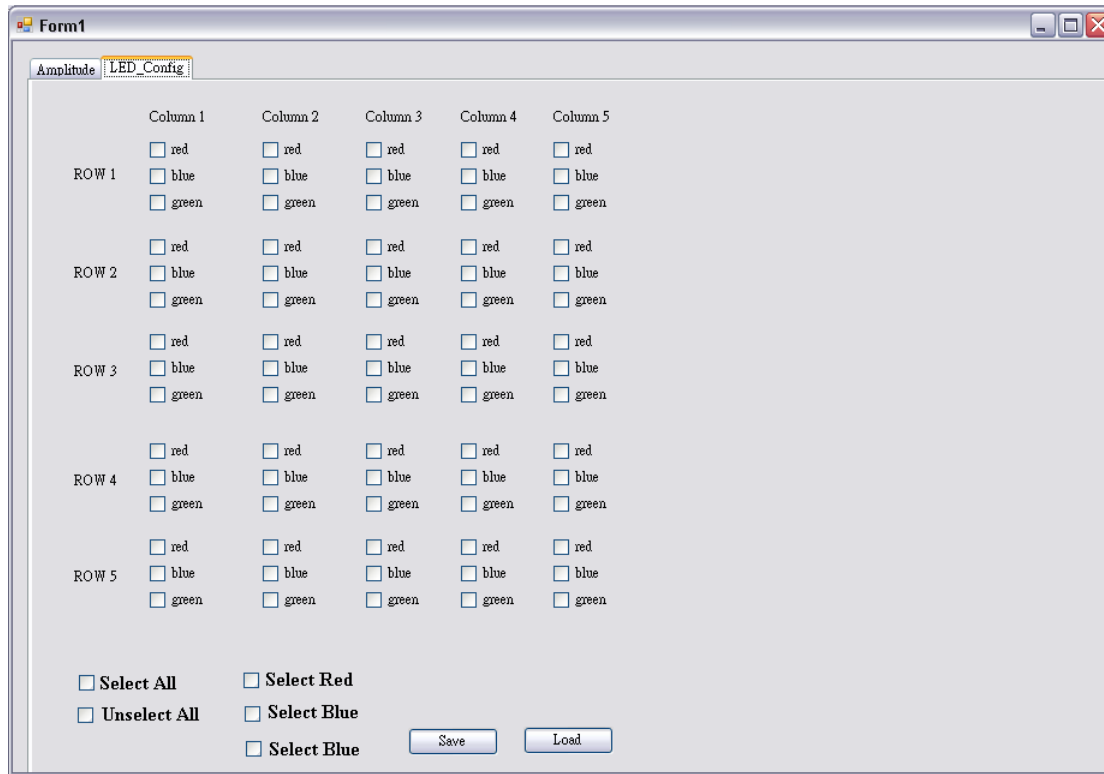 Form1
Amplitude LED_Config
Column 1 Column 2 Column 3 Column 4 Column 5
red red red red red
ROW 1 blue blue blue blue blue
green green green green green
red red red red red
ROW 2 blue blue blue blue blue
green green green green green
red red red red red
ROW 3 blue blue blue blue blue
green green green green green
red red red red red
ROW 4 blue blue blue blue blue
green green green green green
red red red red red
ROW 5 blue blue blue blue blue
green green green green green
Select All Select Red
Unselect All Select Blue
Select Blue Save Load